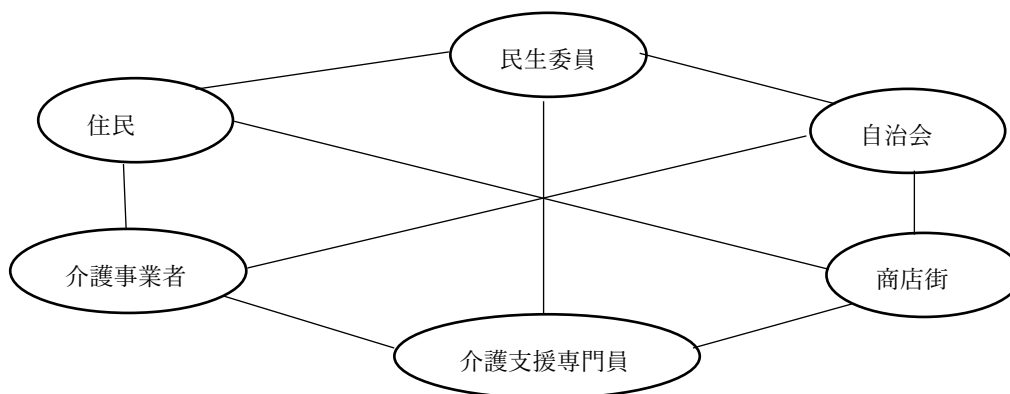 民生委員
住民
自治会
介護事業者
商店街
介護支援専門員